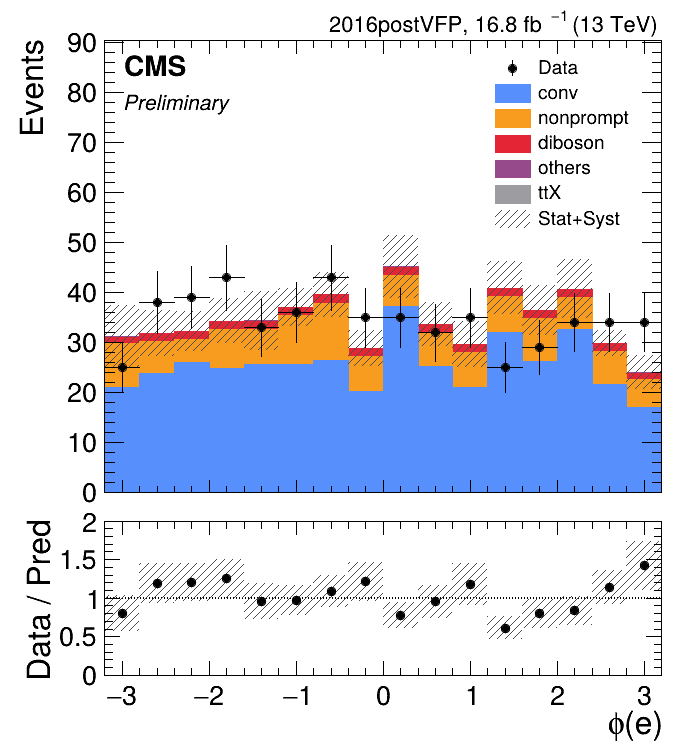 2016postVFP, 16.8 fb⁻¹ (13 TeV)
CMS
Preliminary
Data
conv
nonprompt
diboson
others
ttX
Stat+Syst
Events
90
80
70
60
50
40
30
20
10
0
Data / Pred
2
1.5
1
0.5
0
−3 −2 −1 0 1 2 3
ϕ(e)